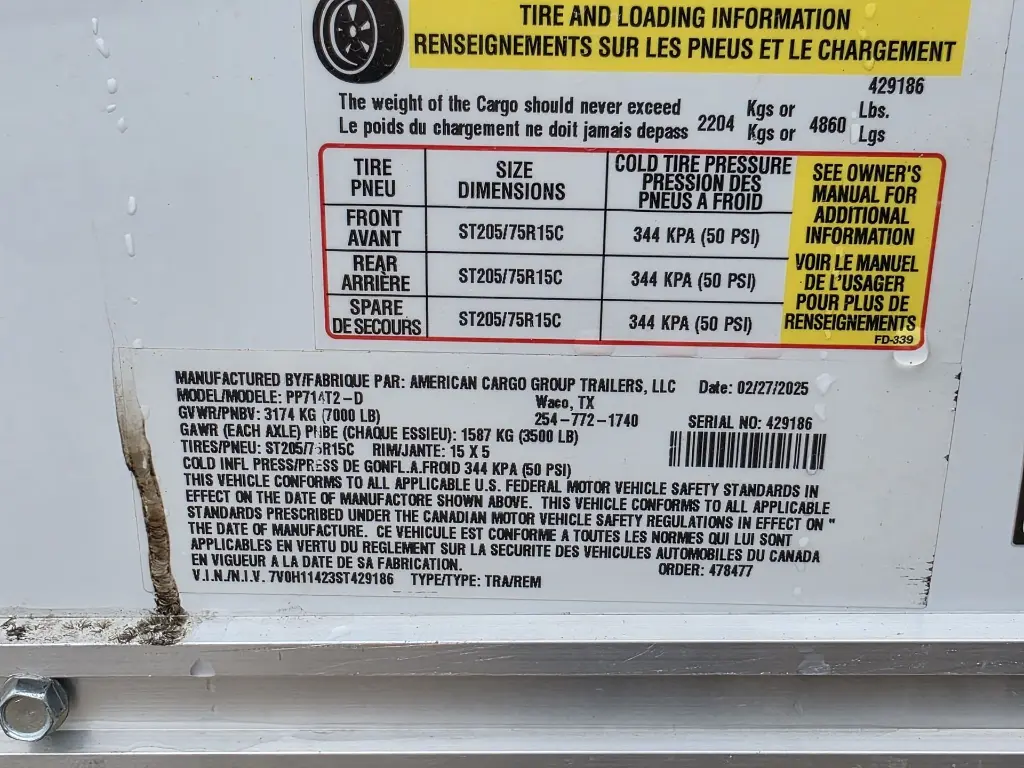 TIRE AND LOADING INFORMATION
RENSEIGNEMENTS SUR LES PNEUS ET LE CHARGEMENT
429186
The weight of the Cargo should never exceed 2204 Kgs or 4860 Lbs.
Le poids du chargement ne doit jamais depass Kgs or Lgs
TIRE PNEU
SIZE DIMENSIONS
COLD TIRE PRESSURE
PRESSION DES
PNEUS A FROID
FRONT AVANT ST205/75R15C 344 KPA (50 PSI)
REAR ARRIÈRE ST205/75R15C 344 KPA (50 PSI)
SPARE DE SECOURS ST205/75R15C 344 KPA (50 PSI)
SEE OWNER'S
MANUAL FOR
ADDITIONAL
INFORMATION
VOIR LE MANUEL
DE L'USAGER
POUR PLUS DE
RENSEIGNEMENTS
FD-339
MANUFACTURED BY/FABRIQUE PAR: AMERICAN CARGO GROUP TRAILERS, LLC Date: 02/27/2025
MODEL/MODELE: PP714T2-D Waco, TX
GVWR/PNBV: 3174 KG (7000 LB) 254-772-1740 SERIAL NO: 429186
GAWR (EACH AXLE) PNBE (CHAQUE ESSIEU): 1587 KG (3500 LB)
TIRES/PNEU: ST205/75R15C RIM/JANTE: 15 X 5
COLD INFL PRESS/PRESS DE GONFL.A.FROID 344 KPA (50 PSI)
THIS VEHICLE CONFORMS TO ALL APPLICABLE U.S. FEDERAL MOTOR VEHICLE SAFETY STANDARDS IN
EFFECT ON THE DATE OF MANUFACTORE SHOWN ABOVE. THIS VEHICLE CONFORMS TO ALL APPLICABLE
STANDARDS PRESCRIBED UNDER THE CANADIAN MOTOR VEHICLE SAFETY REGULATIONS IN EFFECT ON "
THE DATE OF MANUFACTURE. CE VEHICULE EST CONFORME A TOUTES LES NORMES QUI LUI SONT
APPLICABLES EN VERTU DU REGLEMENT SUR LA SECURITE DES VEHICULES AUTOMOBILES DU CANADA
EN VIGUEUR A LA DATE DE SA FABRICATION. ORDER: 478477
V.I.N./N.I.V. 7V0H11423ST429186 TYPE/TYPE: TRA/REM